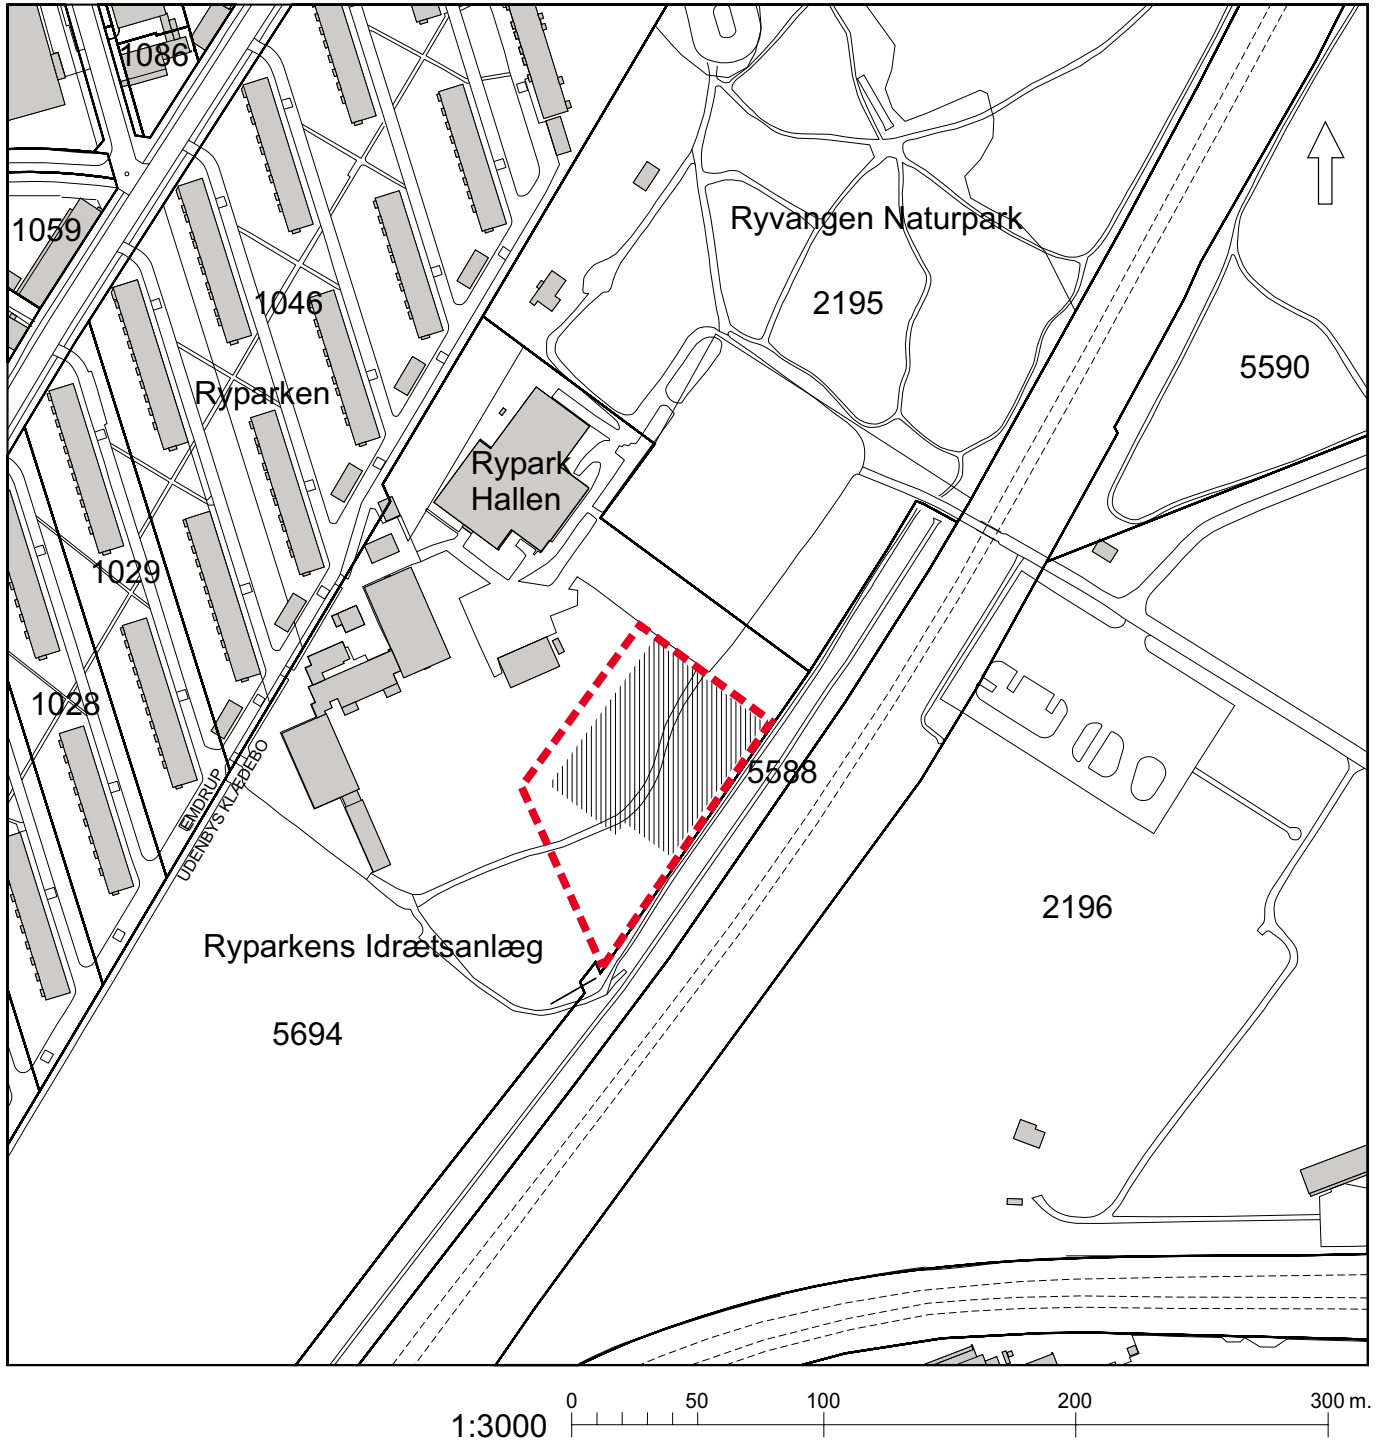 1086
1059
Ryvangen Naturpark
1046
2195
5590
Ryparken
Rypark
Hallen
1029
1028
EMDRUP
UDENBYS KLÆDEBO
5588
2196
Ryparkens Idrætsanlæg
5694
1:3000
0 50 100 200 300 m.